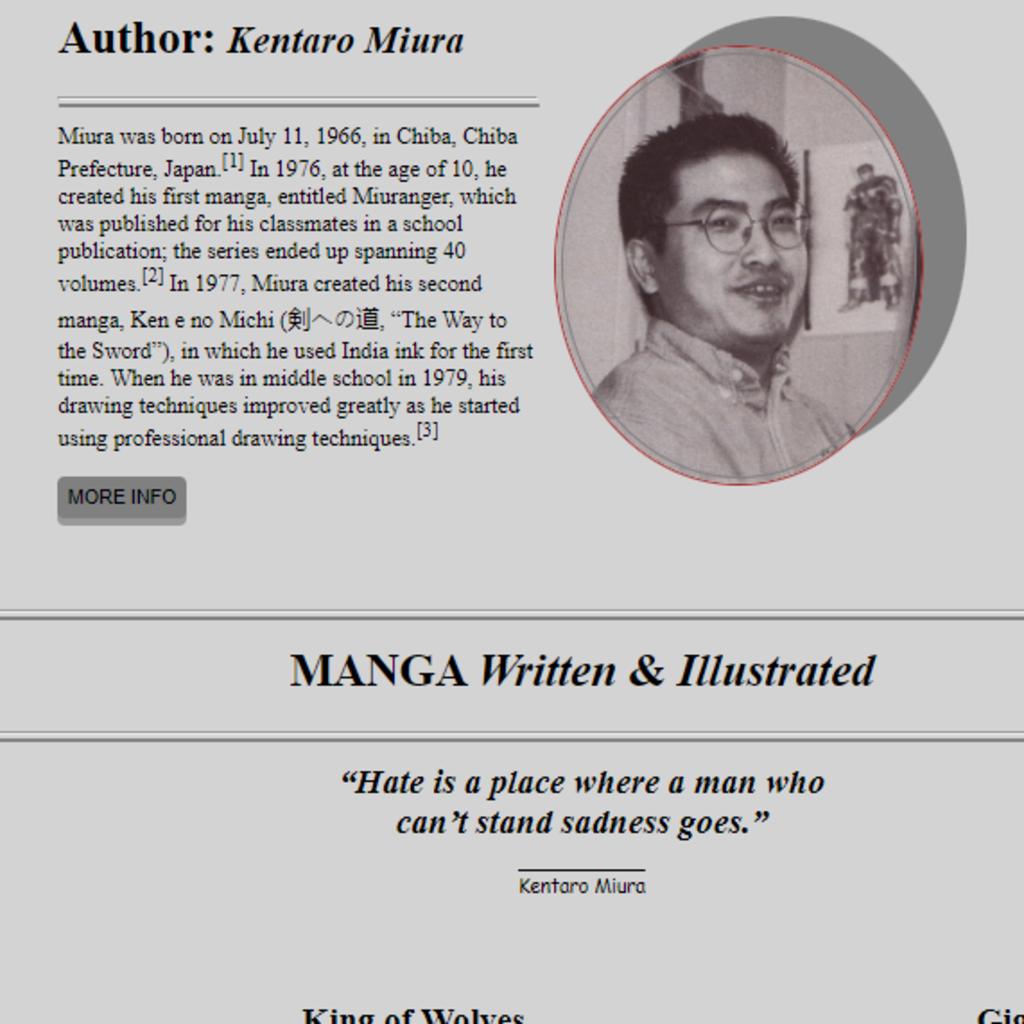 Author: Kentaro Miura
Miura was born on July 11, 1966, in Chiba, Chiba
Prefecture, Japan.[1] In 1976, at the age of 10, he
created his first manga, entitled Miuranger, which
was published for his classmates in a school
publication; the series ended up spanning 40
volumes.[2] In 1977, Miura created his second
manga, Ken e no Michi (剣への道, “The Way to
the Sword”), in which he used India ink for the first
time. When he was in middle school in 1979, his
drawing techniques improved greatly as he started
using professional drawing techniques.[3]
MORE INFO
MANGA Written & Illustrated
“Hate is a place where a man who
can’t stand sadness goes.”
Kentaro Miura
King of Wolves